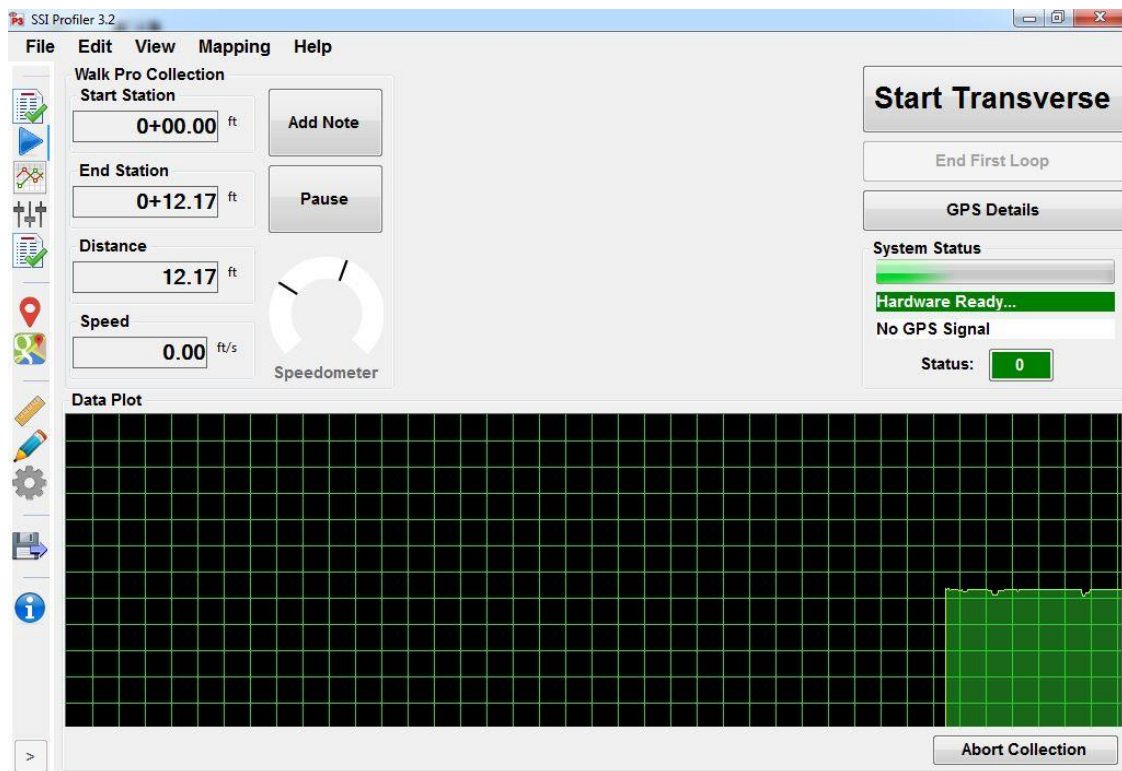 P3 SSI Profiler 3.2
File Edit View Mapping Help
Walk Pro Collection
Start Station
0+00.00 ft
Add Note
End Station
0+12.17 ft
Pause
Distance
12.17 ft
Speed
0.00 ft/s
Speedometer
Start Transverse
End First Loop
GPS Details
System Status
Hardware Ready...
No GPS Signal
Status: 0
Data Plot
>
Abort Collection